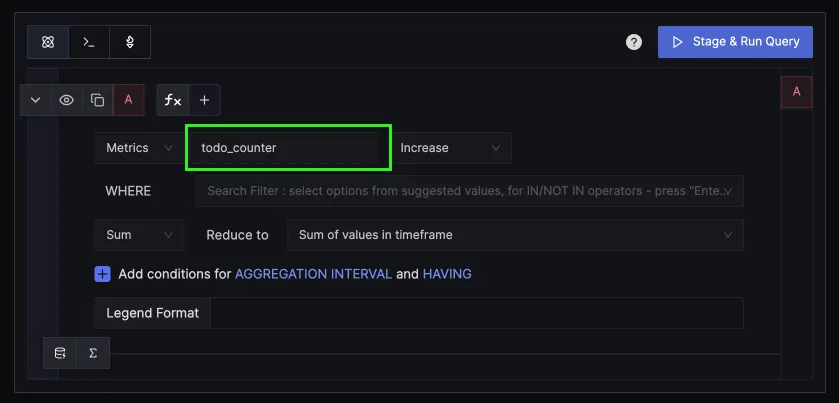 ? Stage & Run Query
A A
fx +
Metrics todo_counter Increase
WHERE Search Filter : select options from suggested values, for IN/NOT IN operators - press "Ente...
Sum Reduce to Sum of values in timeframe
+ Add conditions for AGGREGATION INTERVAL and HAVING
Legend Format
Σ